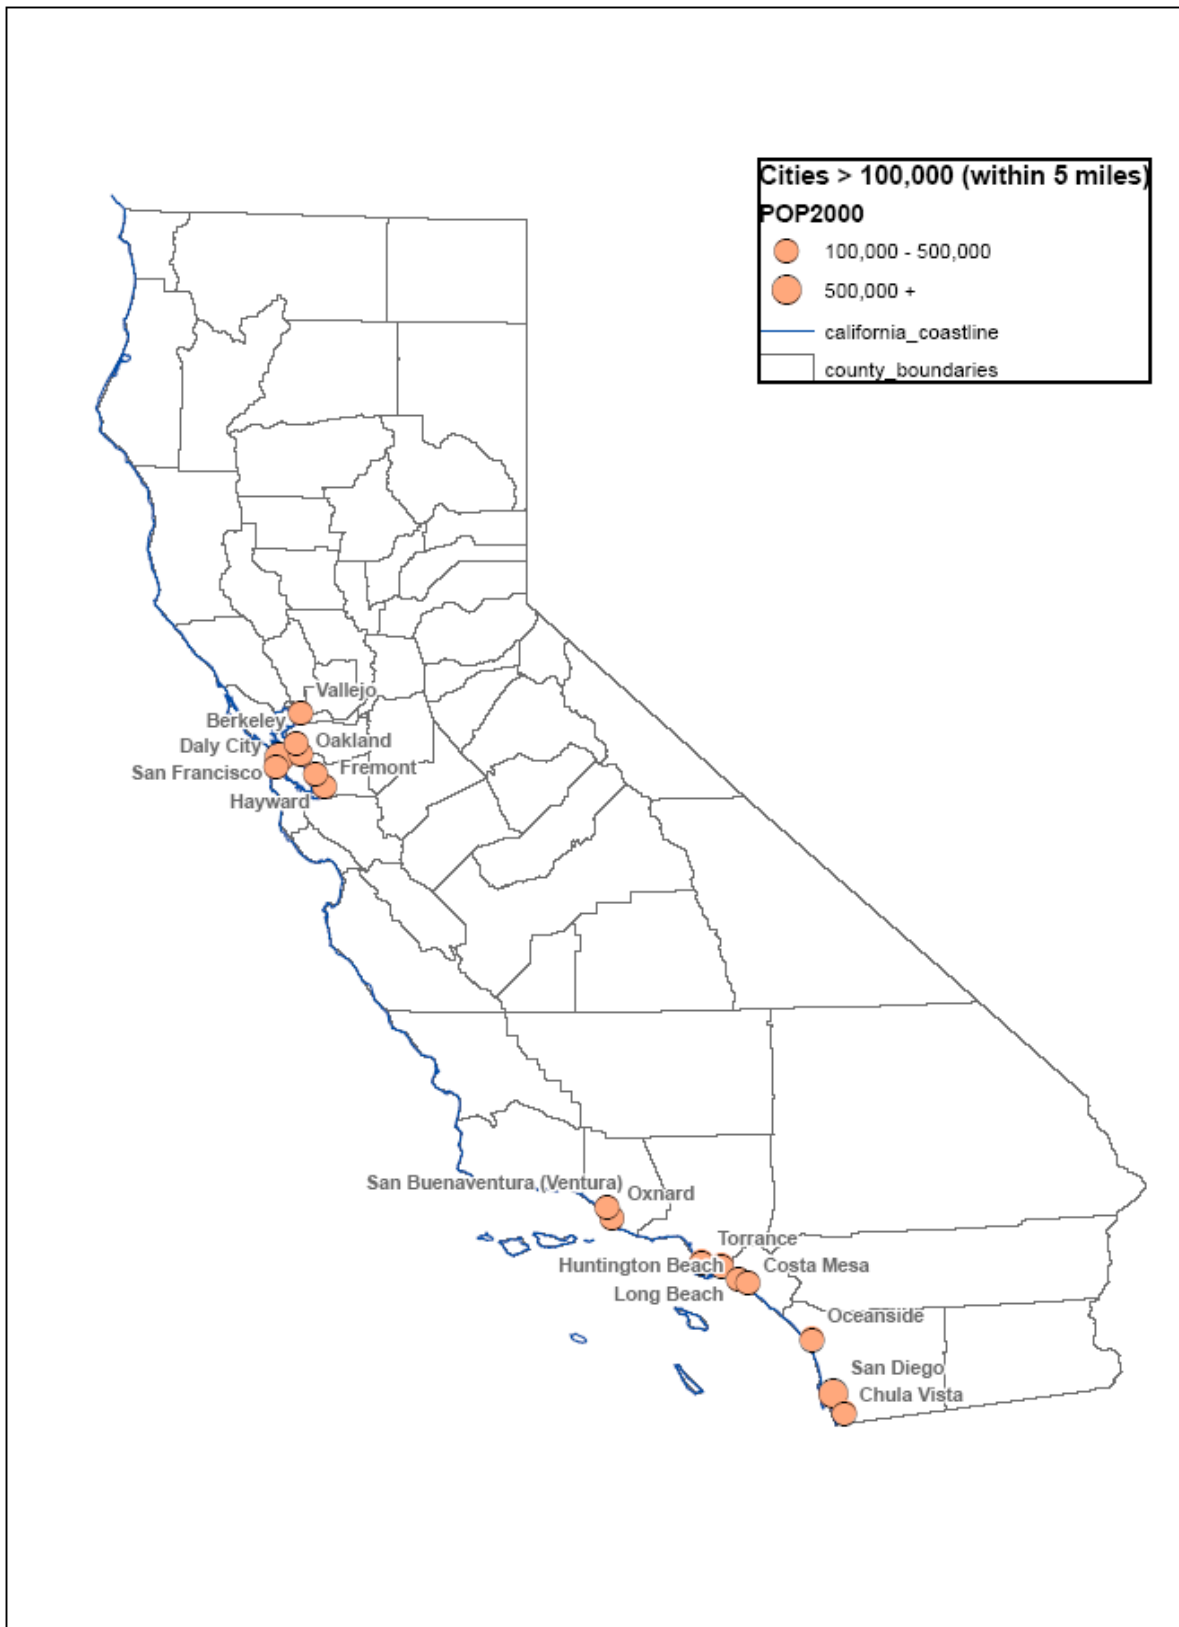 Cities > 100,000 (within 5 miles)
POP2000
100,000 - 500,000
500,000 +
california_coastline
county_boundaries
Vallejo
Berkeley
Oakland
Daly City
Fremont
San Francisco
Hayward
San Buenaventura (Ventura)
Oxnard
Torrance
Huntington Beach
Costa Mesa
Long Beach
Oceanside
San Diego
Chula Vista